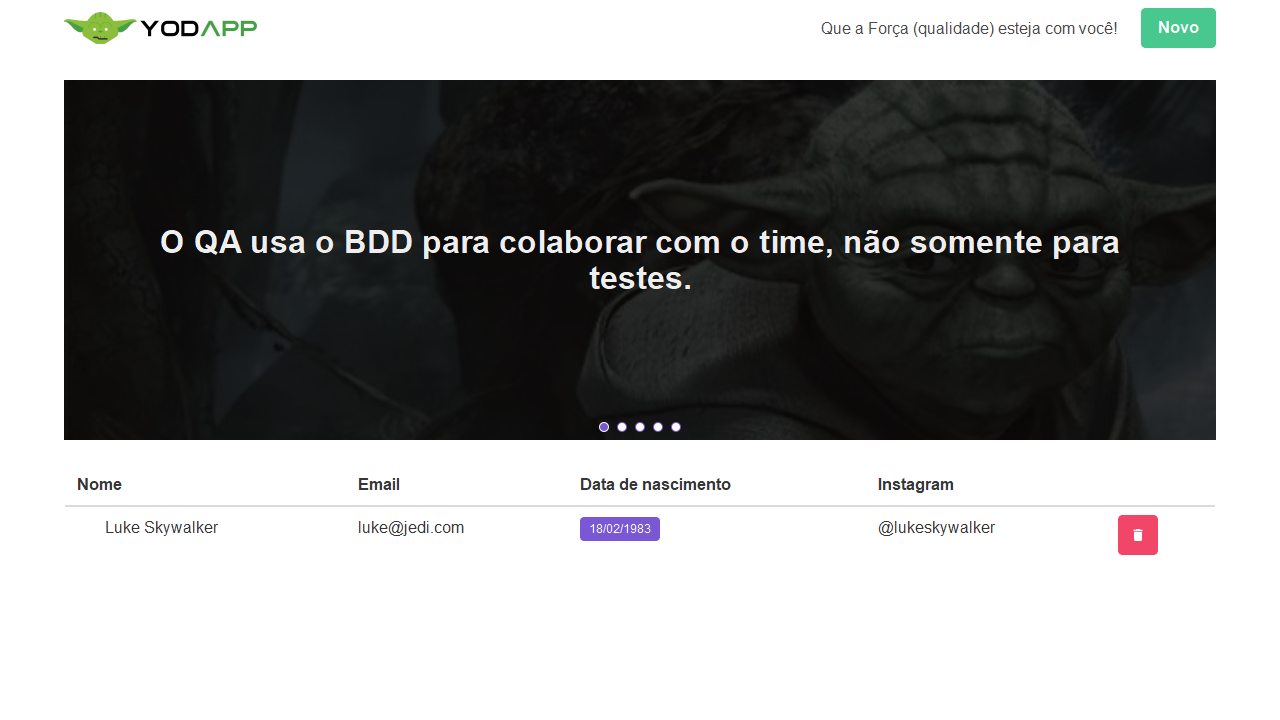 YODAPP
Que a Força (qualidade) esteja com você!
Novo
O QA usa o BDD para colaborar com o time, não somente para
testes.
Nome Email Data de nascimento Instagram
Luke Skywalker luke@jedi.com 18/02/1983 @lukeskywalker